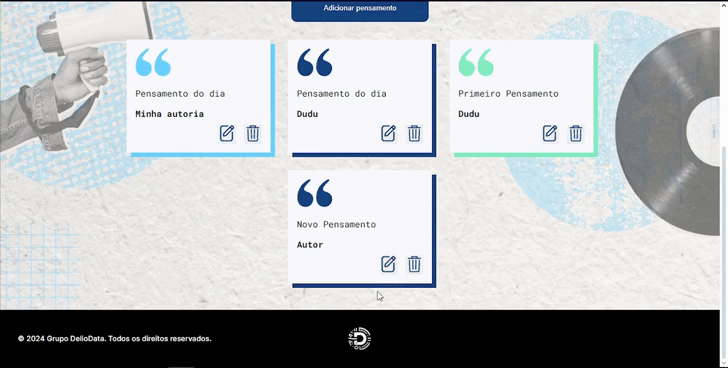 Adicionar pensamento
Pensamento do dia
Minha autoria
Pensamento do dia
Dudu
Primeiro Pensamento
Dudu
Novo Pensamento
Autor
© 2024 Grupo DelioData. Todos os direitos reservados.